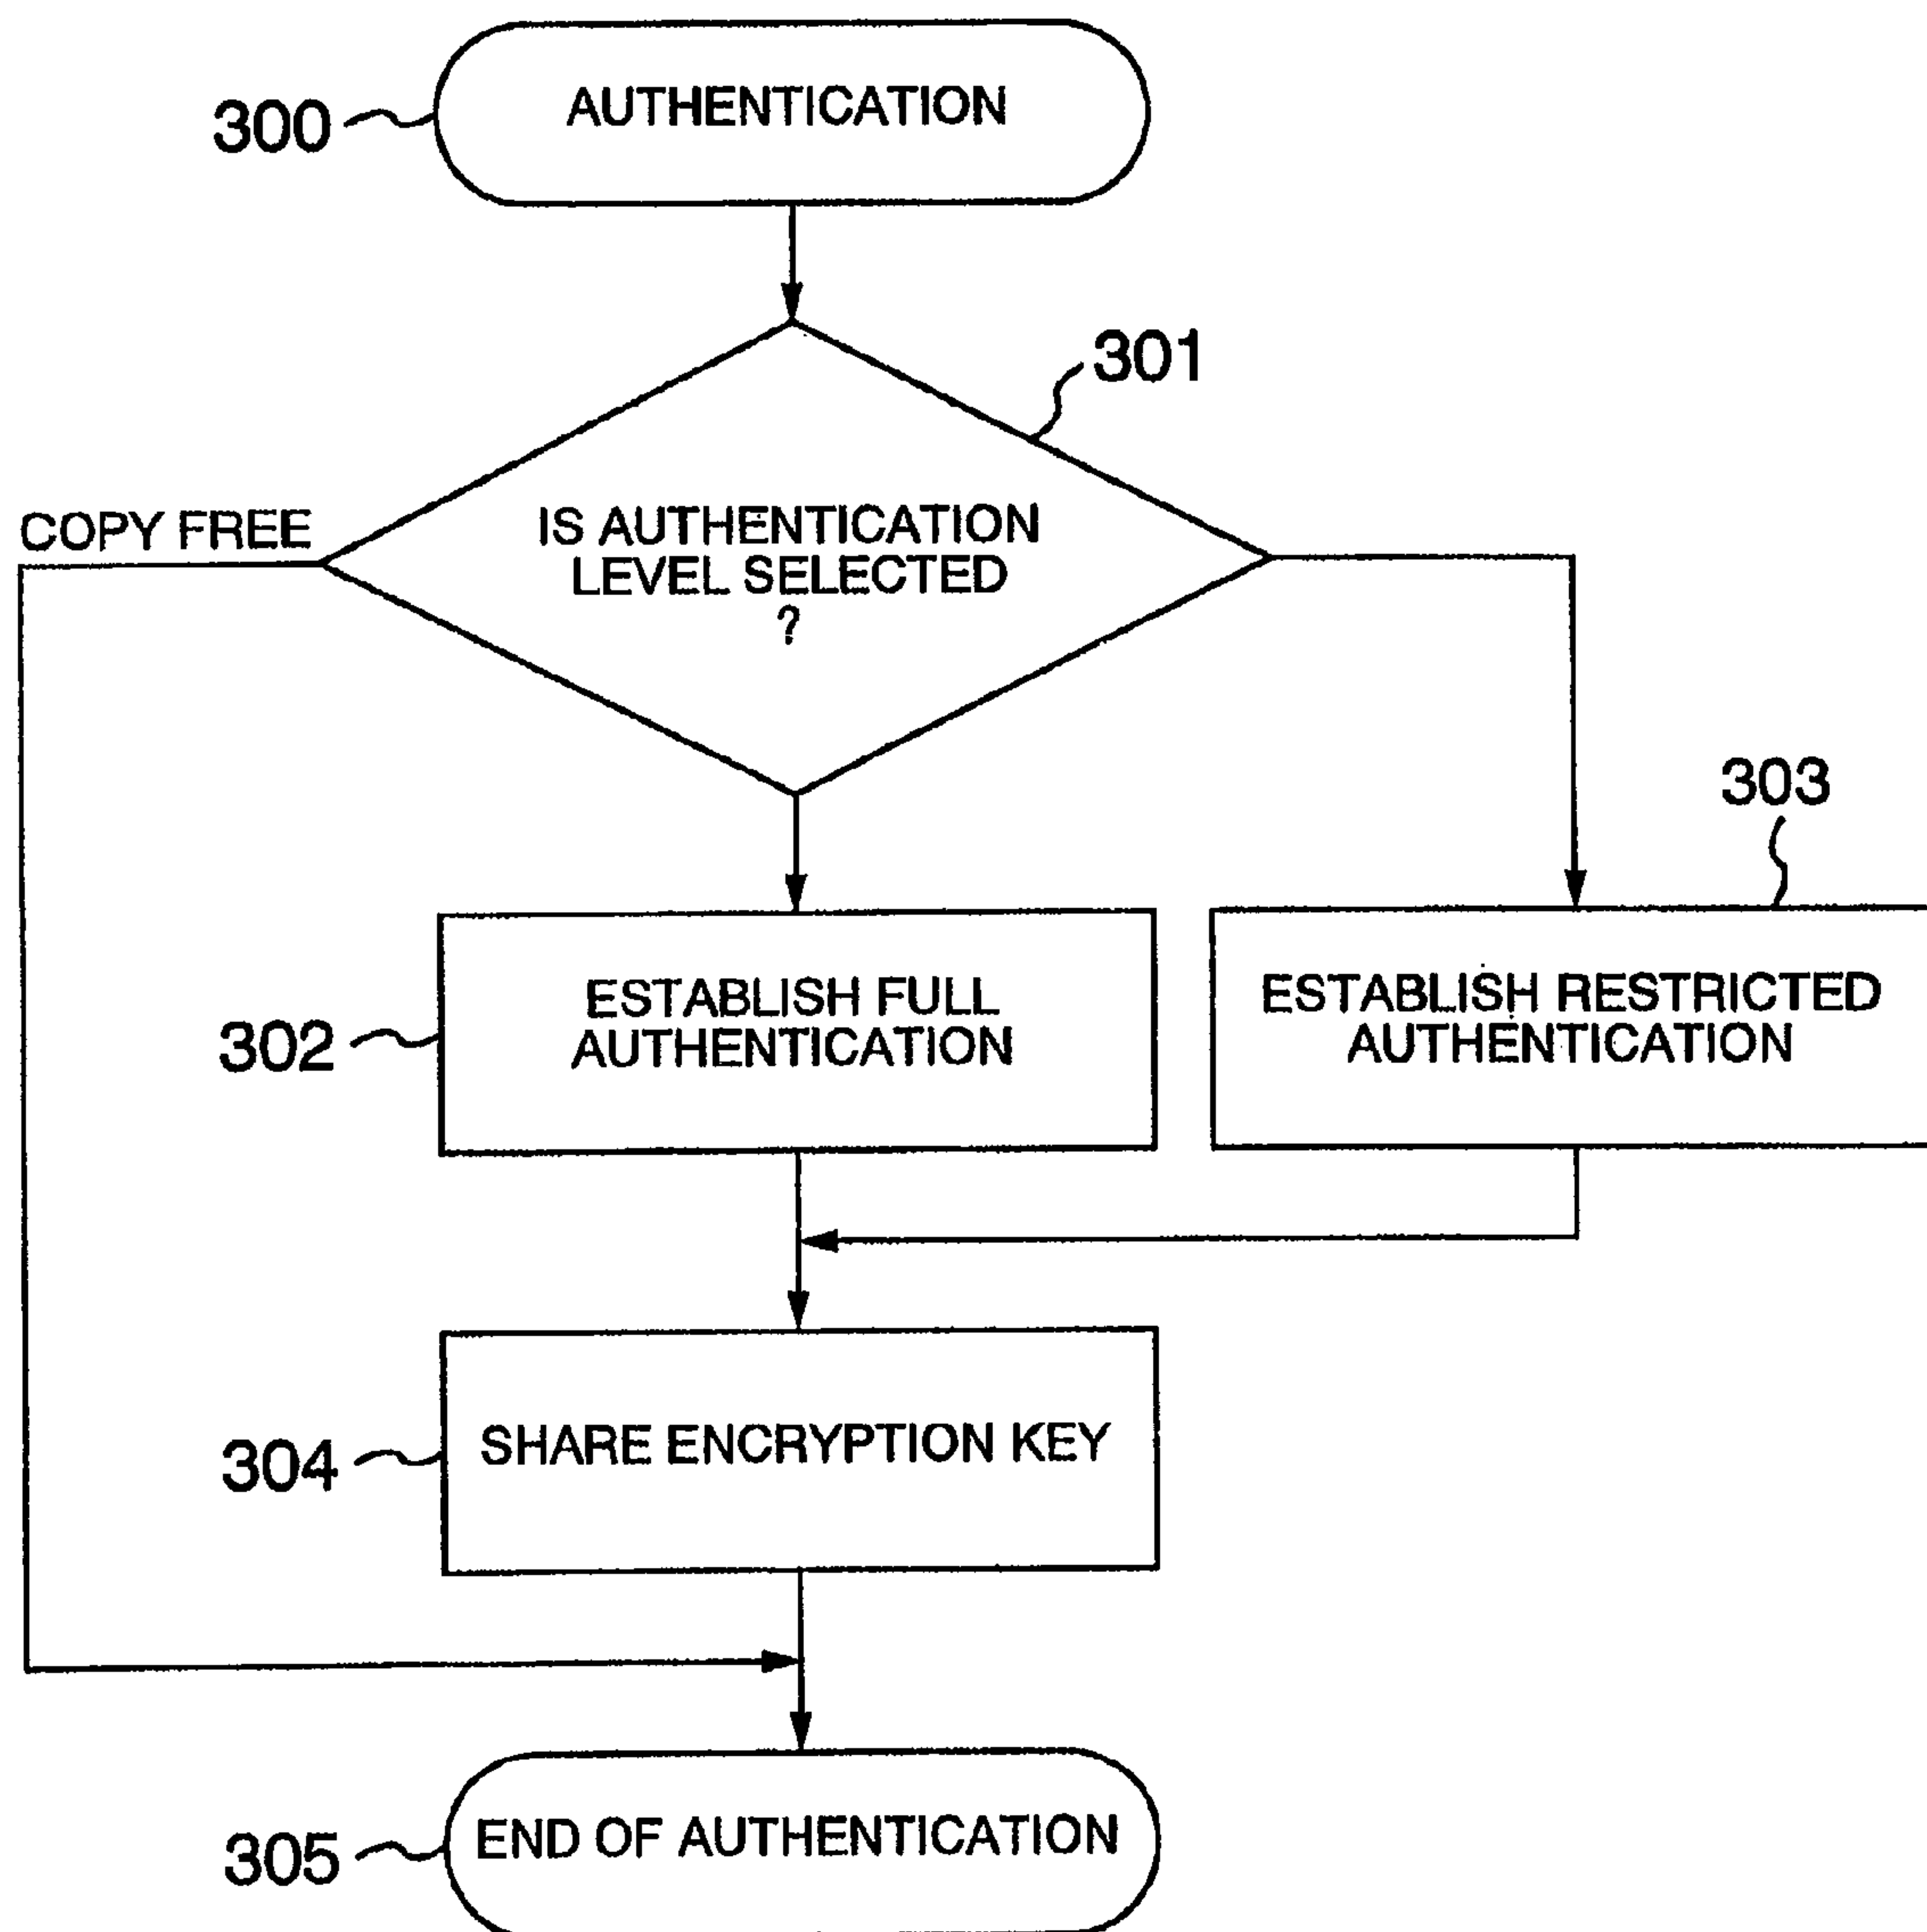 300
AUTHENTICATION
301
COPY FREE
IS AUTHENTICATION
LEVEL SELECTED
?
303
302
ESTABLISH FULL
AUTHENTICATION
ESTABLISH RESTRICTED
AUTHENTICATION
304
SHARE ENCRYPTION KEY
305
END OF AUTHENTICATION